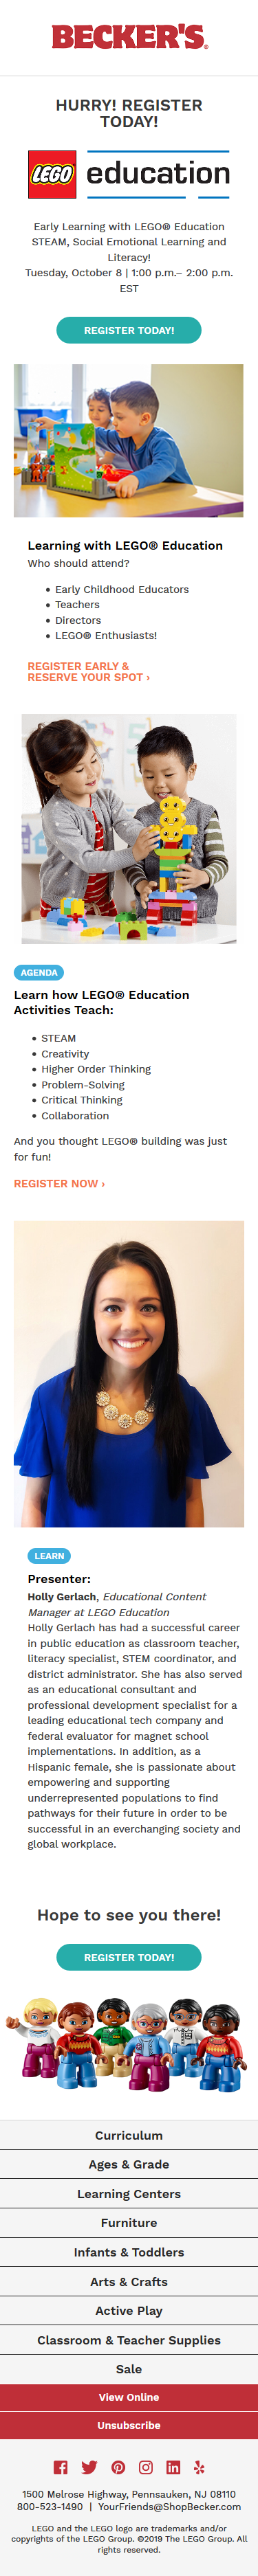 BECKER'S®
HURRY! REGISTER
TODAY!
LEGO education
Early Learning with LEGO® Education
STEAM, Social Emotional Learning and
Literacy!
Tuesday, October 8 | 1:00 p.m.– 2:00 p.m.
EST
REGISTER TODAY!
Learning with LEGO® Education
Who should attend?
• Early Childhood Educators
• Teachers
• Directors
• LEGO® Enthusiasts!
REGISTER EARLY &
RESERVE YOUR SPOT ›
AGENDA
Learn how LEGO® Education
Activities Teach:
• STEAM
• Creativity
• Higher Order Thinking
• Problem-Solving
• Critical Thinking
• Collaboration
And you thought LEGO® building was just
for fun!
REGISTER NOW ›
LEARN
Presenter:
Holly Gerlach, Educational Content
Manager at LEGO Education
Holly Gerlach has had a successful career
in public education as classroom teacher,
literacy specialist, STEM coordinator, and
district administrator. She has also served
as an educational consultant and
professional development specialist for a
leading educational tech company and
federal evaluator for magnet school
implementations. In addition, as a
Hispanic female, she is passionate about
empowering and supporting
underrepresented populations to find
pathways for their future in order to be
successful in an everchanging society and
global workplace.
Hope to see you there!
REGISTER TODAY!
Curriculum
Ages & Grade
Learning Centers
Furniture
Infants & Toddlers
Arts & Crafts
Active Play
Classroom & Teacher Supplies
Sale
View Online
Unsubscribe
1500 Melrose Highway, Pennsauken, NJ 08110
800-523-1490 | YourFriends@ShopBecker.com
LEGO and the LEGO logo are trademarks and/or
copyrights of the LEGO Group. ©2019 The LEGO Group. All
rights reserved.